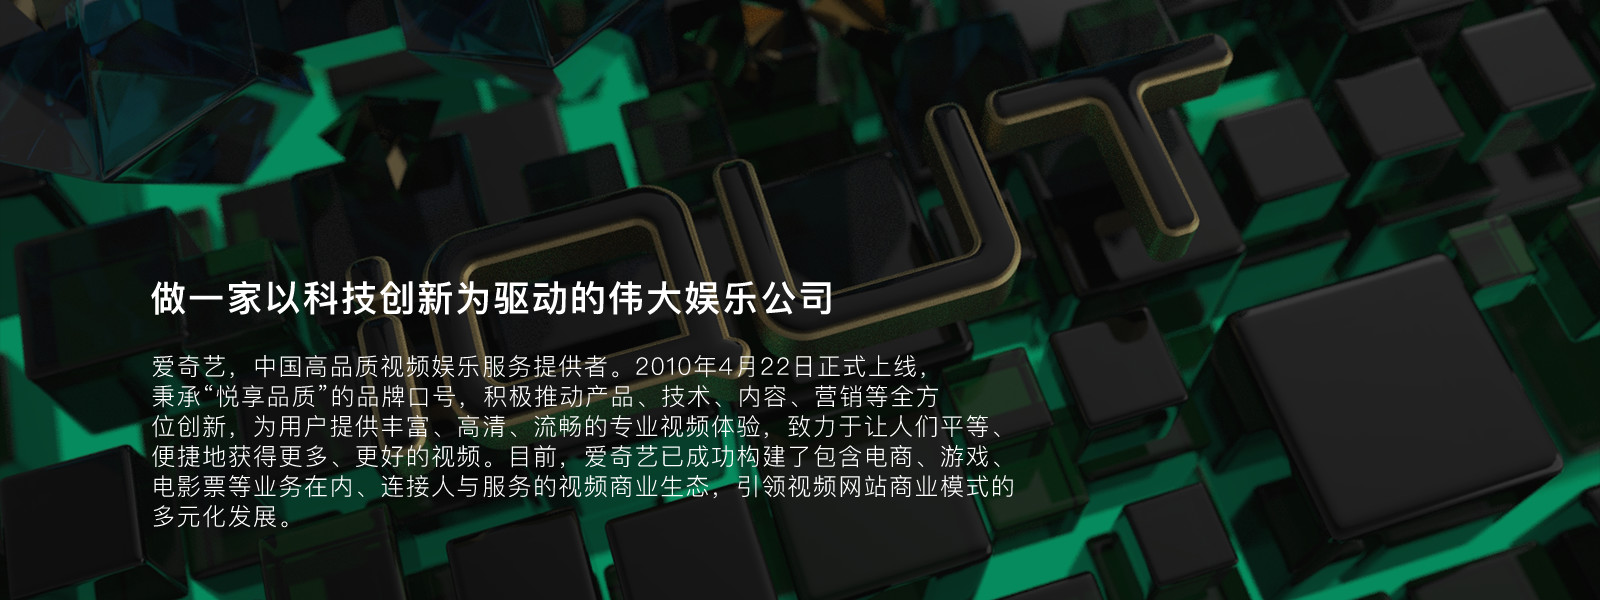 iQUT
做一家以科技创新为驱动的伟大娱乐公司
爱奇艺，中国高品质视频娱乐服务提供者。2010年4月22日正式上线，
秉承“悦享品质”的品牌口号，积极推动产品、技术、内容、营销等全方
位创新，为用户提供丰富、高清、流畅的专业视频体验，致力于让人们平等、
便捷地获得更多、更好的视频。目前，爱奇艺已成功构建了包含电商、游戏、
电影票等业务在内、连接人与服务的视频商业生态，引领视频网站商业模式的
多元化发展。